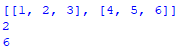 [[1, 2, 3], [4, 5, 6]]
2
6